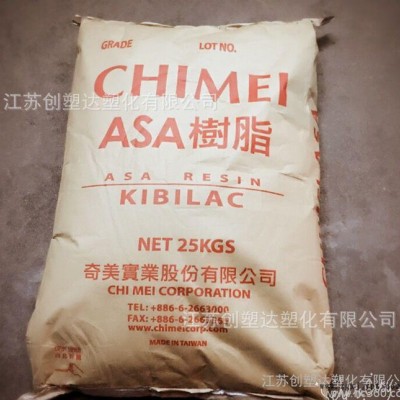 GRADE LOT NO.
CHIMEI
江苏创塑达塑化有限公司
ASA樹脂
ASA RESIN
KIBILAC
NET 25KGS
奇美實業股份有限公司
CHI MEI CORPORATION
TEL:+886-6-2663000
FAX:+886-6-266
江苏创塑达塑化有限公司
www.chimeicorp.com
MADE IN TAIWAN
江苏创塑达塑化有限公司